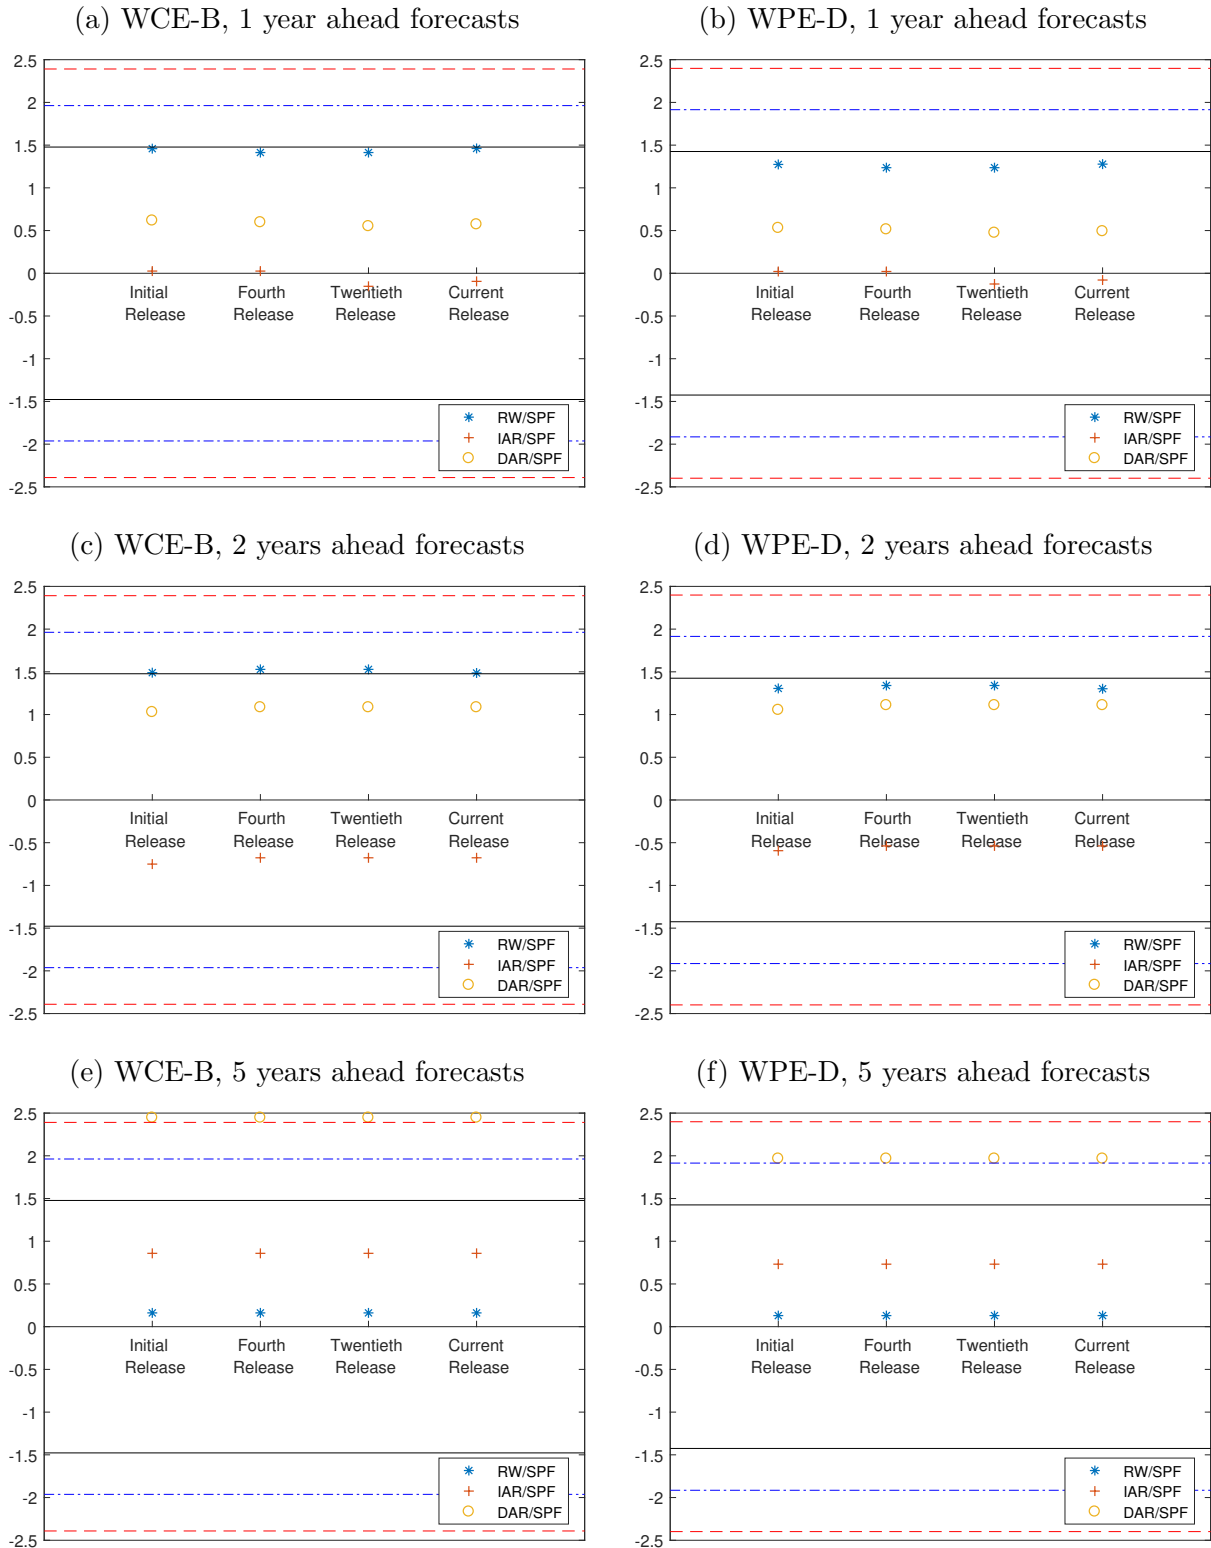 (a) WCE-B, 1 year ahead forecasts
2.5
2
1.5
1
0.5
0
-0.5
-1
-1.5
-2
-2.5
Initial Release
Fourth Release
Twentieth Release
Current Release
RW/SPF
IAR/SPF
DAR/SPF
(b) WPE-D, 1 year ahead forecasts
2.5
2
1.5
1
0.5
0
-0.5
-1
-1.5
-2
-2.5
Initial Release
Fourth Release
Twentieth Release
Current Release
RW/SPF
IAR/SPF
DAR/SPF
(c) WCE-B, 2 years ahead forecasts
2.5
2
1.5
1
0.5
0
-0.5
-1
-1.5
-2
-2.5
Initial Release
Fourth Release
Twentieth Release
Current Release
RW/SPF
IAR/SPF
DAR/SPF
(d) WPE-D, 2 years ahead forecasts
2.5
2
1.5
1
0.5
0
-0.5
-1
-1.5
-2
-2.5
Initial Release
Fourth Release
Twentieth Release
Current Release
RW/SPF
IAR/SPF
DAR/SPF
(e) WCE-B, 5 years ahead forecasts
2.5
2
1.5
1
0.5
0
-0.5
-1
-1.5
-2
-2.5
Initial Release
Fourth Release
Twentieth Release
Current Release
RW/SPF
IAR/SPF
DAR/SPF
(f) WPE-D, 5 years ahead forecasts
2.5
2
1.5
1
0.5
0
-0.5
-1
-1.5
-2
-2.5
Initial Release
Fourth Release
Twentieth Release
Current Release
RW/SPF
IAR/SPF
DAR/SPF